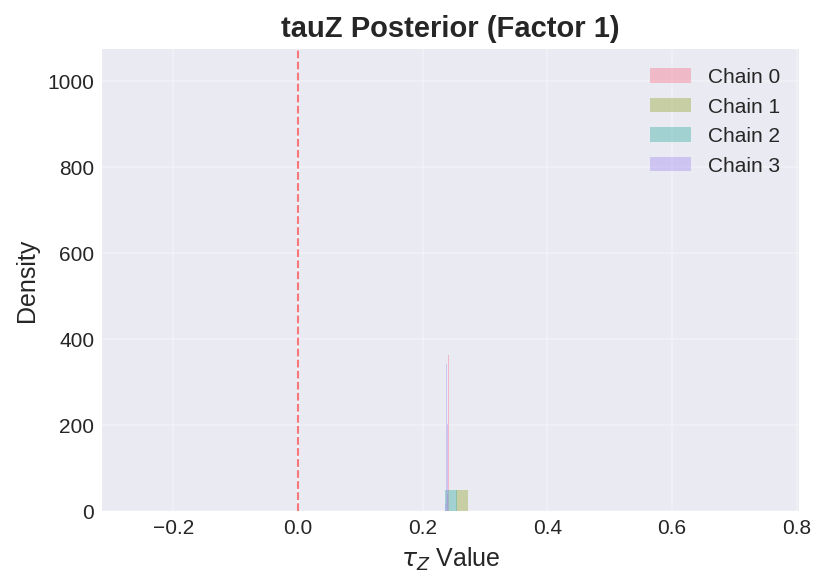 tauZ Posterior (Factor 1)
Chain 0
Chain 1
Chain 2
Chain 3
Density
1000
800
600
400
200
0
−0.2
0.0
0.2
0.4
0.6
0.8
τZ Value